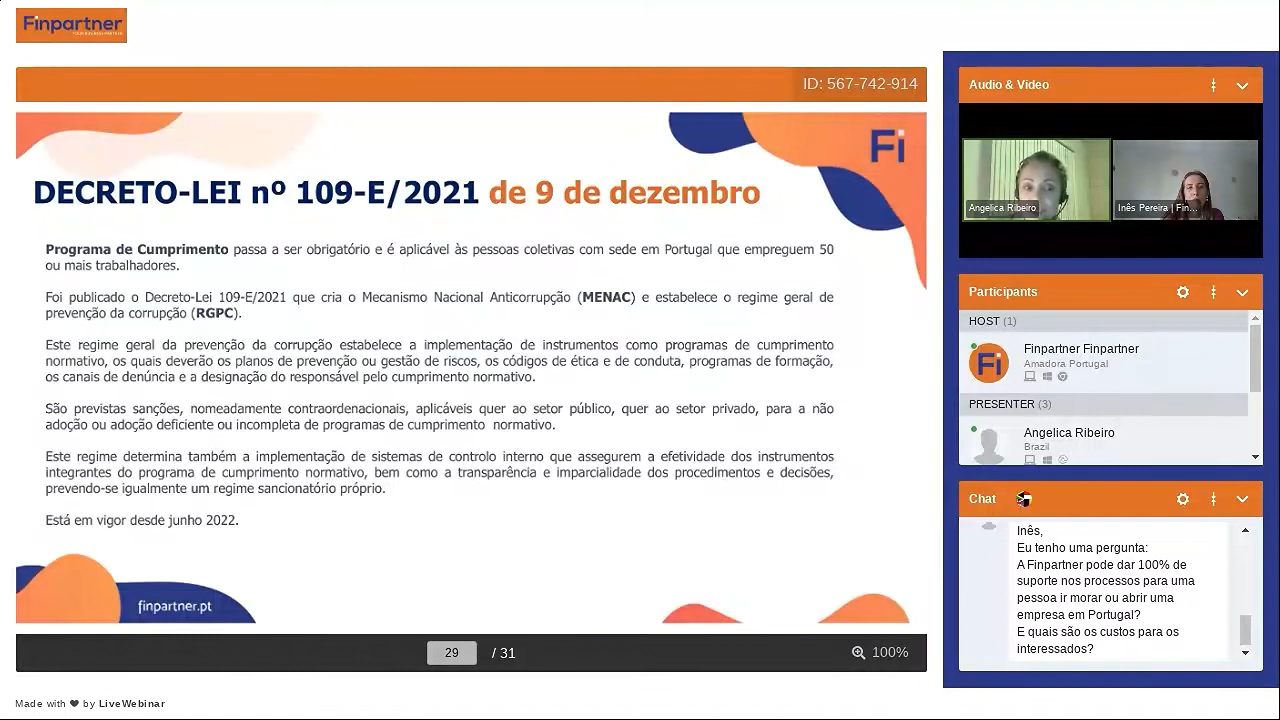 Finpartner
ID: 567-742-914
Fi
DECRETO-LEI nº 109-E/2021 de 9 de dezembro
Programa de Cumprimento passa a ser obrigatório e é aplicável às pessoas coletivas com sede em Portugal que empreguem 50
ou mais trabalhadores.
Foi publicado o Decreto-Lei 109-E/2021 que cria o Mecanismo Nacional Anticorrupção (MENAC) e estabelece o regime geral de
prevenção da corrupção (RGPC).
Este regime geral da prevenção da corrupção estabelece a implementação de instrumentos como programas de cumprimento
normativo, os quais deverão os planos de prevenção ou gestão de riscos, os códigos de ética e de conduta, programas de formação,
os canais de denúncia e a designação do responsável pelo cumprimento normativo.
São previstas sanções, nomeadamente contraordenacionais, aplicáveis quer ao setor público, quer ao setor privado, para a não
adoção ou adoção deficiente ou incompleta de programas de cumprimento normativo.
Este regime determina também a implementação de sistemas de controlo interno que assegurem a efetividade dos instrumentos
integrantes do programa de cumprimento normativo, bem como a transparência e imparcialidade dos procedimentos e decisões,
prevendo-se igualmente um regime sancionatório próprio.
Está em vigor desde junho 2022.
finpartner.pt
29 / 31
100%
Made with ❤ by LiveWebinar
Audio & Video
Angelica Ribeiro
Inês Pereira | Fin...
Participants
HOST (1)
Fi
Finpartner Finpartner
Amadora Portugal
PRESENTER (3)
Angelica Ribeiro
Brazil
Chat
Inês,
Eu tenho uma pergunta:
A Finpartner pode dar 100% de
suporte nos processos para uma
pessoa ir morar ou abrir uma
empresa em Portugal?
E quais são os custos para os
interessados?